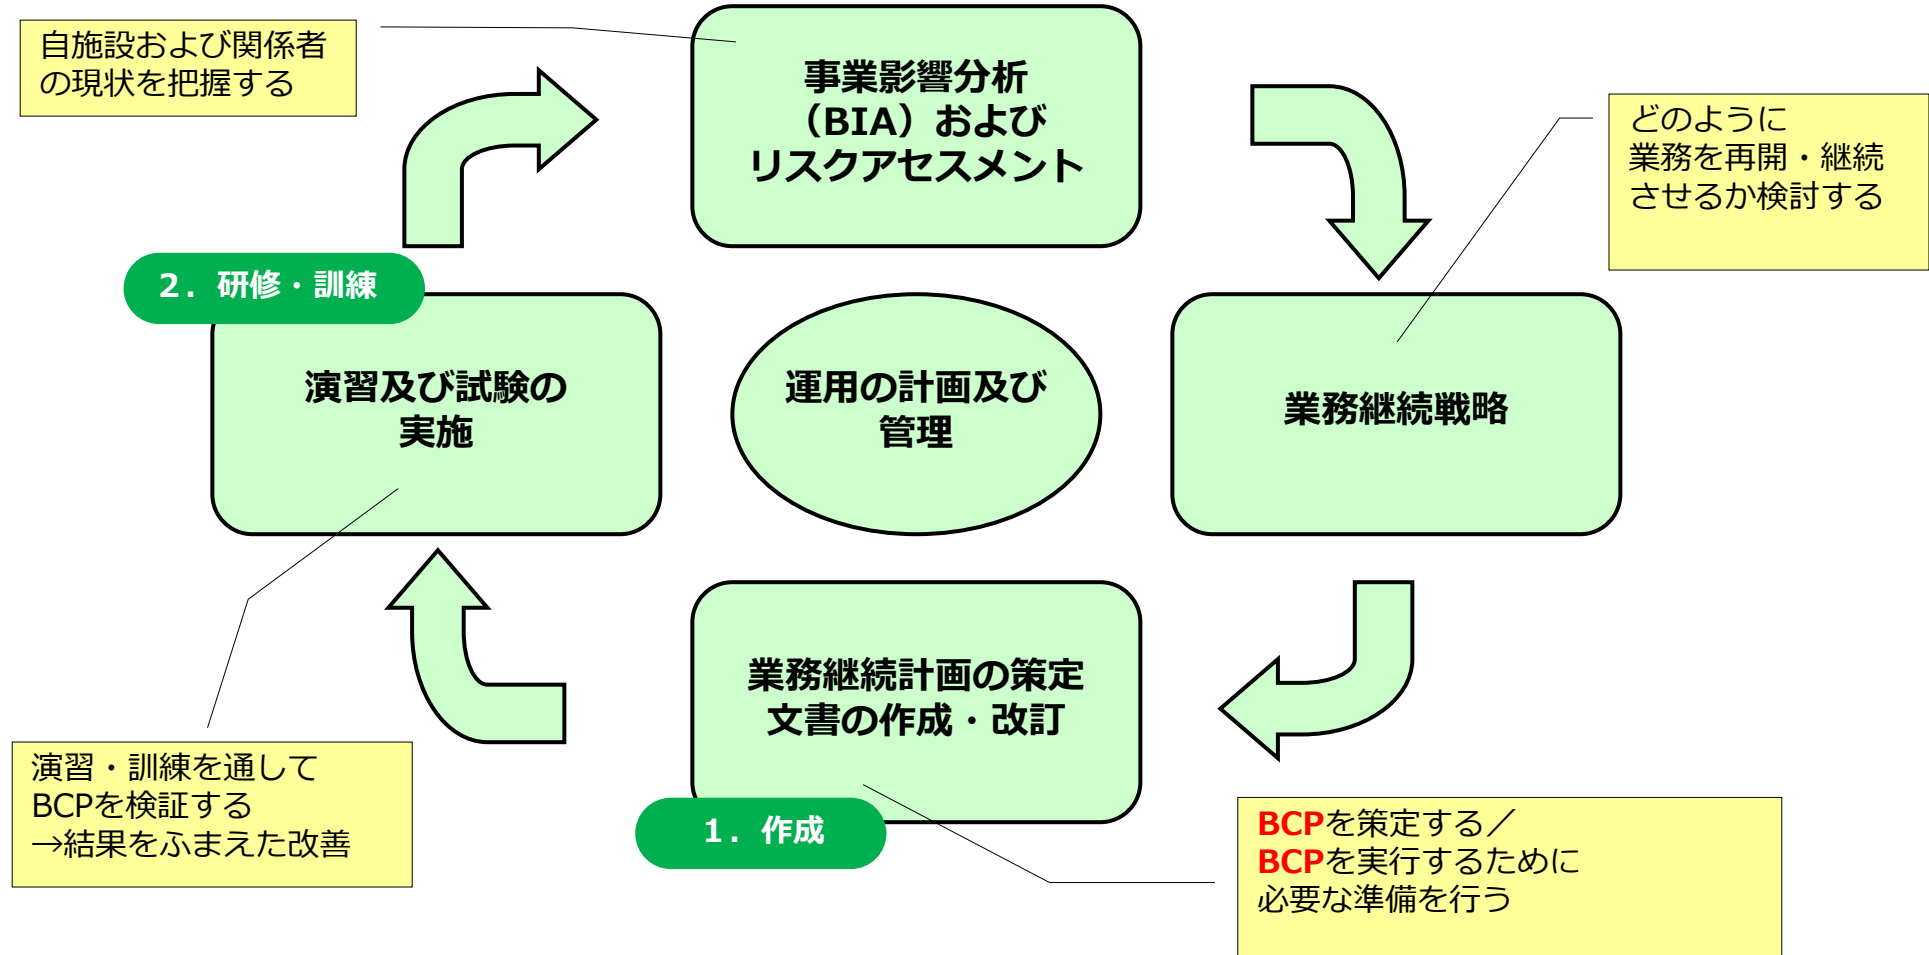 自施設および関係者
の現状を把握する
事業影響分析
（BIA）および
リスクアセスメント
どのように
業務を再開・継続
させるか検討する
2．研修・訓練
演習及び試験の
実施
運用の計画及び
管理
業務継続戦略
業務継続計画の策定
文書の作成・改訂
1．作成
演習・訓練を通して
BCPを検証する
→結果をふまえた改善
BCPを策定する／
BCPを実行するために
必要な準備を行う